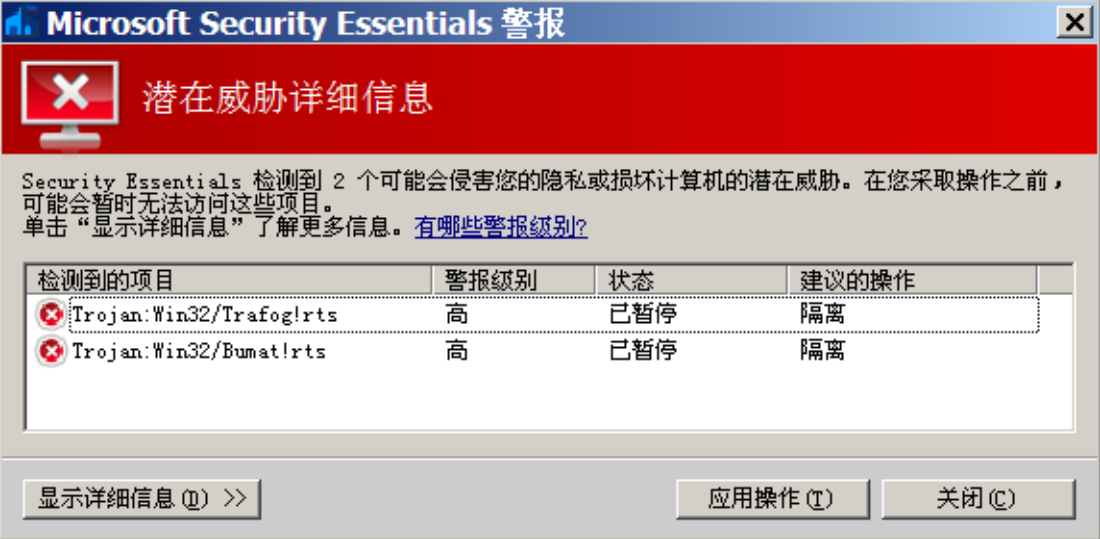 Microsoft Security Essentials 警报
潜在威胁详细信息
Security Essentials 检测到 2 个可能会侵害您的隐私或损坏计算机的潜在威胁。在您采取操作之前，
可能会暂时无法访问这些项目。
单击“显示详细信息”了解更多信息。有哪些警报级别?
检测到的项目 警报级别 状态 建议的操作
Trojan:Win32/Trafog!rts 高 已暂停 隔离
Trojan:Win32/Bumat!rts 高 已暂停 隔离
显示详细信息(D) >> 应用操作(T) 关闭(C)